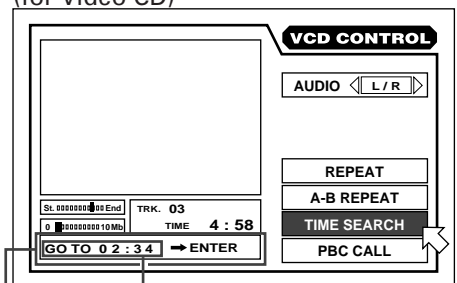 (for Video CD)
VCD CONTROL
AUDIO L / R
REPEAT
A-B REPEAT
St. End TRK. 03 TIME SEARCH
0 10Mb TIME 4 : 58
GO TO 0 2 : 3 4 ➞ ENTER PBC CALL